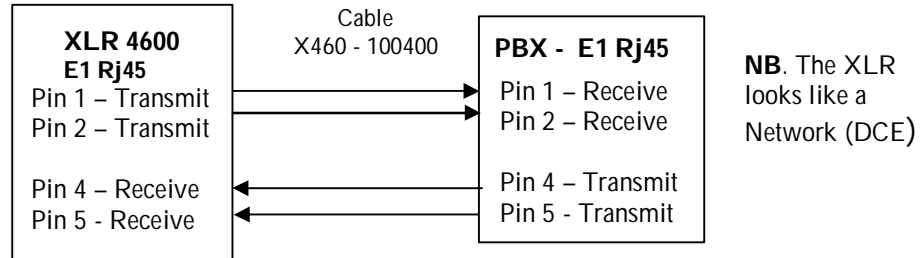 XLR 4600
E1 Rj45
Pin 1 – Transmit
Pin 2 – Transmit
Pin 4 – Receive
Pin 5 - Receive
Cable
X460 - 100400
PBX - E1 Rj45
Pin 1 – Receive
Pin 2 – Receive
Pin 4 – Transmit
Pin 5 - Transmit
NB. The XLR
looks like a
Network (DCE)